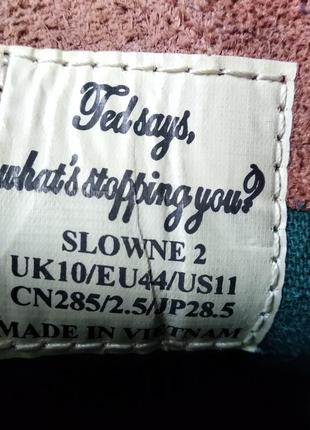 Ted says,
what's stopping you?
SLOWNE 2
UK10/EU44/US11
CN285/2.5/JP28.5
MADE IN VIETNAM